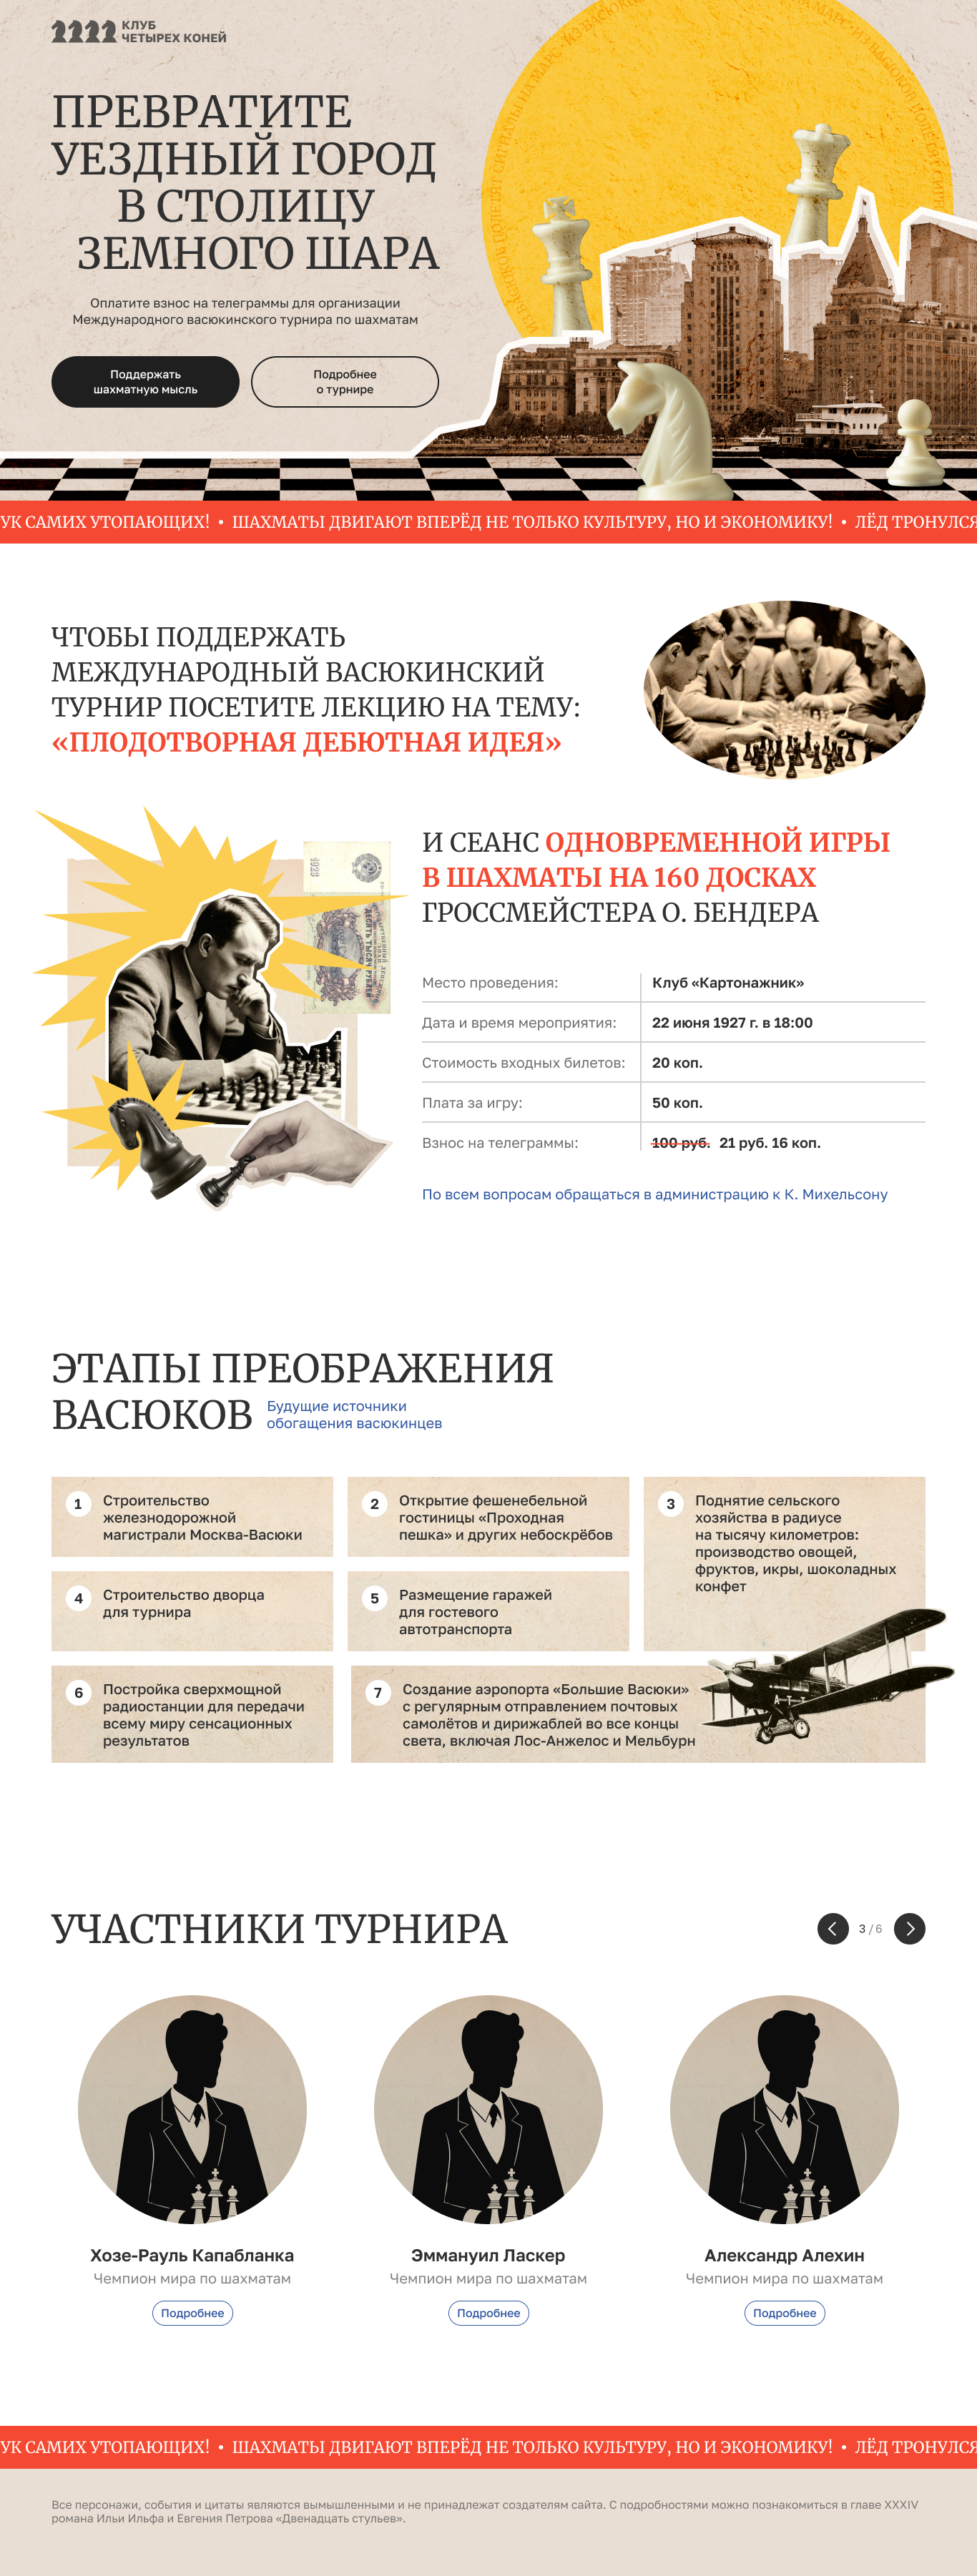 КЛУБ
ЧЕТЫРЕХ КОНЕЙ
ПРЕВРАТИТЕ
УЕЗДНЫЙ ГОРОД
В СТОЛИЦУ
ЗЕМНОГО ШАРА
Оплатите взнос на телеграммы для организации
Международного васюкинского турнира по шахматам
Поддержать
шахматную мысль
Подробнее
о турнире
УК САМИХ УТОПАЮЩИХ! • ШАХМАТЫ ДВИГАЮТ ВПЕРЁД НЕ ТОЛЬКО КУЛЬТУРУ, НО И ЭКОНОМИКУ! • ЛЁД ТРОНУЛСЯ
ЧТОБЫ ПОДДЕРЖАТЬ
МЕЖДУНАРОДНЫЙ ВАСЮКИНСКИЙ
ТУРНИР ПОСЕТИТЕ ЛЕКЦИЮ НА ТЕМУ:
«ПЛОДОТВОРНАЯ ДЕБЮТНАЯ ИДЕЯ»
1923
И СЕАНС ОДНОВРЕМЕННОЙ ИГРЫ
В ШАХМАТЫ НА 160 ДОСКАХ
ГРОССМЕЙСТЕРА О. БЕНДЕРА
Место проведения: Клуб «Картонажник»
Дата и время мероприятия: 22 июня 1927 г. в 18:00
Стоимость входных билетов: 20 коп.
Плата за игру: 50 коп.
Взнос на телеграммы: 100 руб. 21 руб. 16 коп.
По всем вопросам обращаться в администрацию к К. Михельсону
ЭТАПЫ ПРЕОБРАЖЕНИЯ
ВАСЮКОВ
Будущие источники
обогащения васюкинцев
1
Строительство
железнодорожной
магистрали Москва-Васюки
2
Открытие фешенебельной
гостиницы «Проходная
пешка» и других небоскрёбов
3
Поднятие сельского
хозяйства в радиусе
на тысячу километров:
производство овощей,
фруктов, икры, шоколадных
конфет
4
Строительство дворца
для турнира
5
Размещение гаражей
для гостевого
автотранспорта
6
Постройка сверхмощной
радиостанции для передачи
всему миру сенсационных
результатов
7
Создание аэропорта «Большие Васюки»
с регулярным отправлением почтовых
самолётов и дирижаблей во все концы
света, включая Лос-Анжелос и Мельбурн
УЧАСТНИКИ ТУРНИРА
3 / 6
Хозе-Рауль Капабланка
Чемпион мира по шахматам
Подробнее
Эммануил Ласкер
Чемпион мира по шахматам
Подробнее
Александр Алехин
Чемпион мира по шахматам
Подробнее
УК САМИХ УТОПАЮЩИХ! • ШАХМАТЫ ДВИГАЮТ ВПЕРЁД НЕ ТОЛЬКО КУЛЬТУРУ, НО И ЭКОНОМИКУ! • ЛЁД ТРОНУЛСЯ
Все персонажи, события и цитаты являются вымышленными и не принадлежат создателям сайта. С подробностями можно познакомиться в главе XXXIV
романа Ильи Ильфа и Евгения Петрова «Двенадцать стульев».